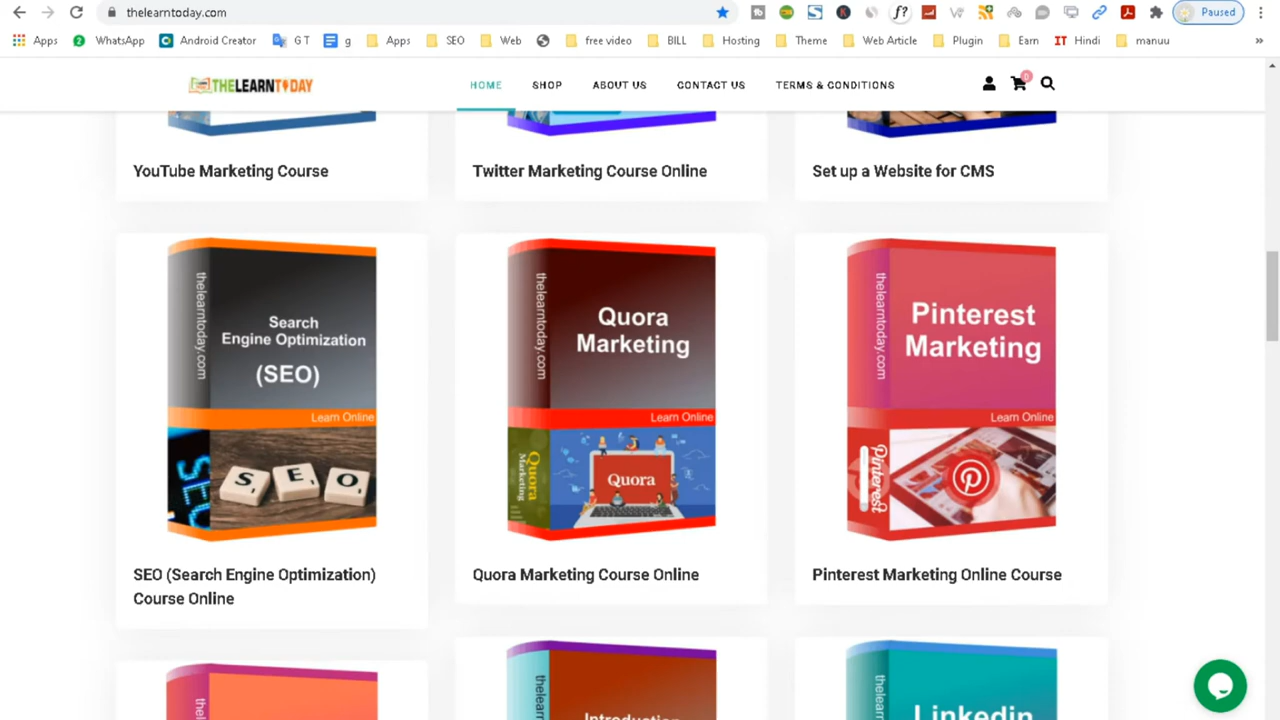 thelearntoday.com
Paused
Apps
WhatsApp
Android Creator
G T
g
Apps
SEO
Web
free video
BILL
Hosting
Theme
Web Article
Plugin
Earn
IT Hindi
manuu
»
THELEARNTODAY
HOME
SHOP
ABOUT US
CONTACT US
TERMS & CONDITIONS
0
YouTube Marketing Course
Twitter Marketing Course Online
Set up a Website for CMS
thelearntoday.com
Search
Engine Optimization
(SEO)
Learn Online
SEO
S E O
thelearntoday.com
Quora
Marketing
Learn Online
Quora
Marketing
Quora
thelearntoday.com
Pinterest
Marketing
Learn Online
Pinterest
SEO (Search Engine Optimization)
Course Online
Quora Marketing Course Online
Pinterest Marketing Online Course
Introduction
Linkedin